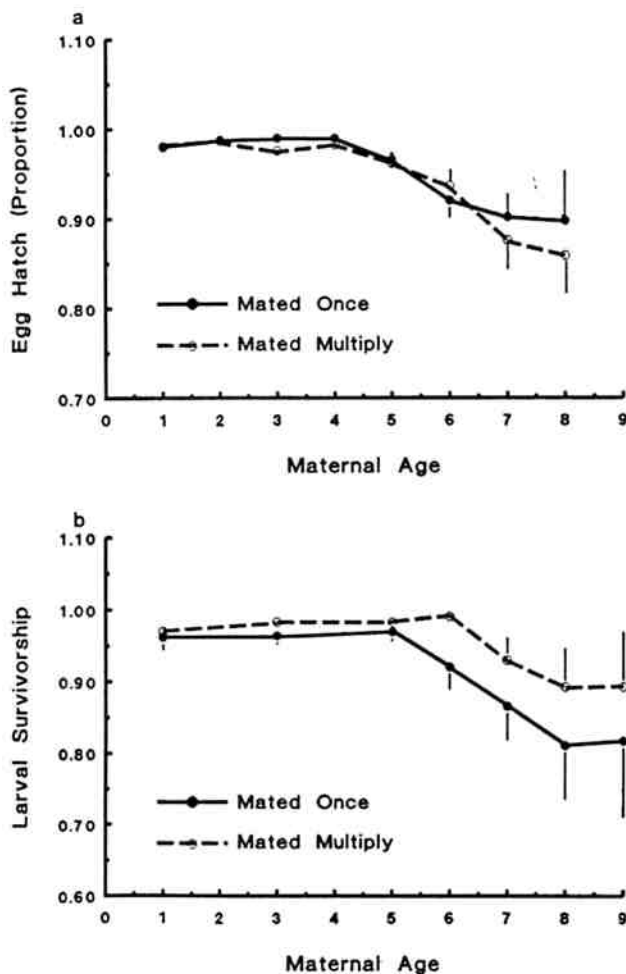 a
1.10
1.00
0.90
0.80
0.70
Egg Hatch (Proportion)
Mated Once
Mated Multiply
0 1 2 3 4 5 6 7 8 9
Maternal Age
b
1.10
1.00
0.90
0.80
0.70
0.60
Larval Survivorship
Mated Once
Mated Multiply
0 1 2 3 4 5 6 7 8 9
Maternal Age